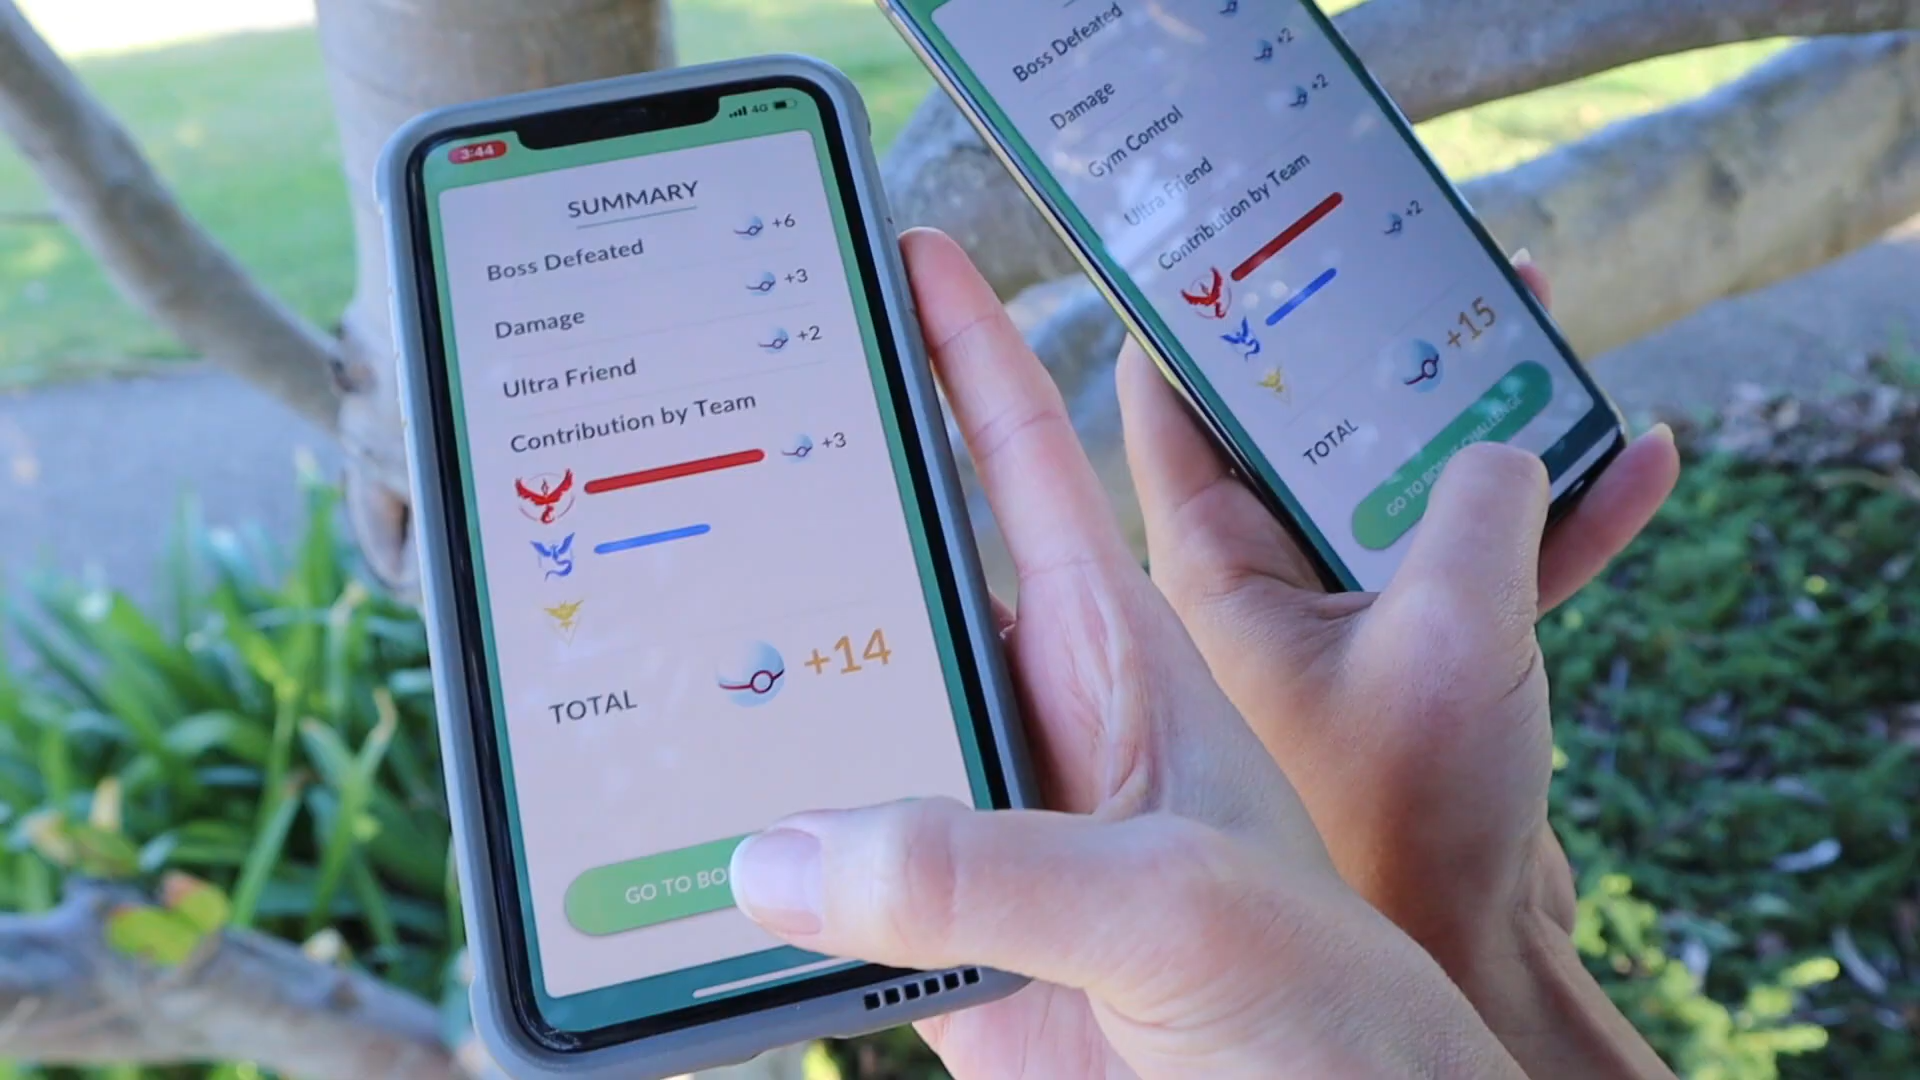 3:44
4G
SUMMARY
Boss Defeated +6
Damage +3
Ultra Friend +2
Contribution by Team
+3
TOTAL +14
GO TO BO
Boss Defeated
Damage +2
Gym Control +2
Ultra Friend
Contribution by Team
+2
TOTAL +15
GO TO BONUS CHALLENGE